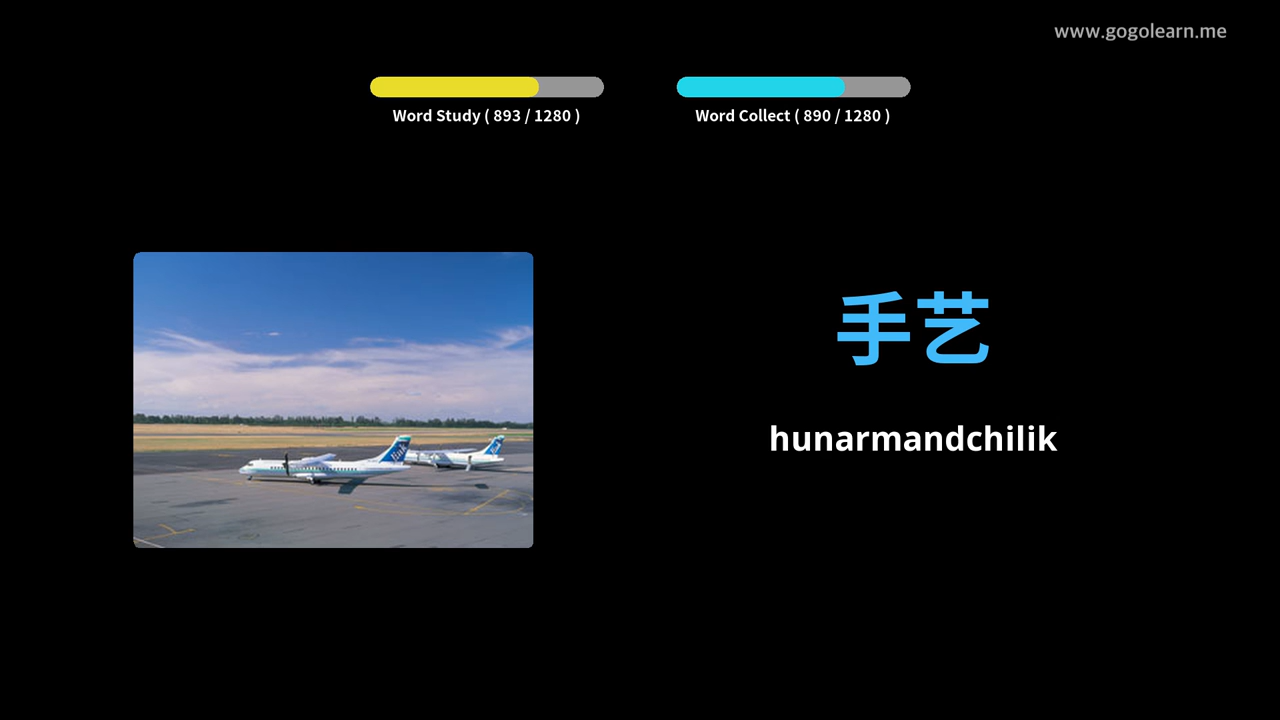 www.gogolearn.me
Word Study ( 893 / 1280 )
Word Collect ( 890 / 1280 )
手艺
hunarmandchilik